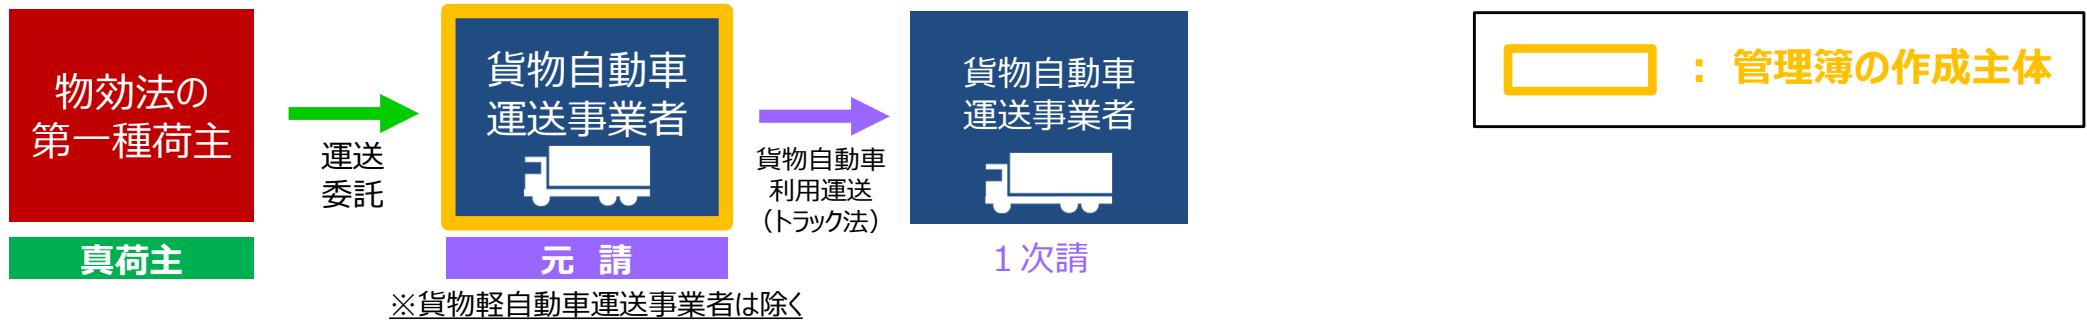 物効法の
第一種荷主
真荷主
運送
委託
貨物自動車
運送事業者
元 請
※貨物軽自動車運送事業者は除く
貨物自動車
利用運送
（トラック法）
貨物自動車
運送事業者
１次請
： 管理簿の作成主体